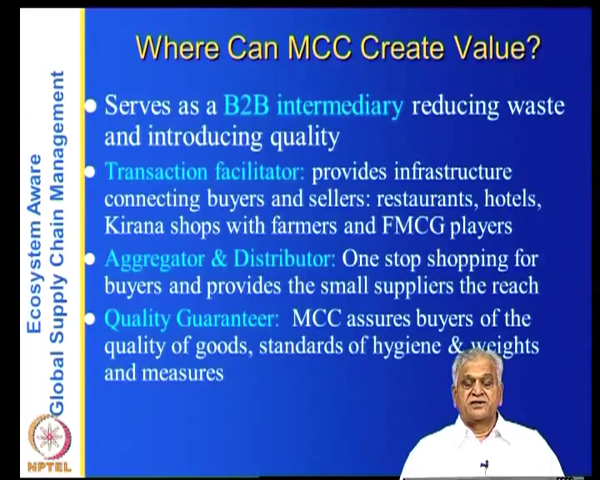 Where Can MCC Create Value?
Serves as a B2B intermediary reducing waste
and introducing quality
Transaction facilitator: provides infrastructure
connecting buyers and sellers: restaurants, hotels,
Kirana shops with farmers and FMCG players
Aggregator & Distributor: One stop shopping for
buyers and provides the small suppliers the reach
Quality Guaranteer: MCC assures buyers of the
quality of goods, standards of hygiene & weights
and measures
Ecosystem Aware
Global Supply Chain Management
NPTEL